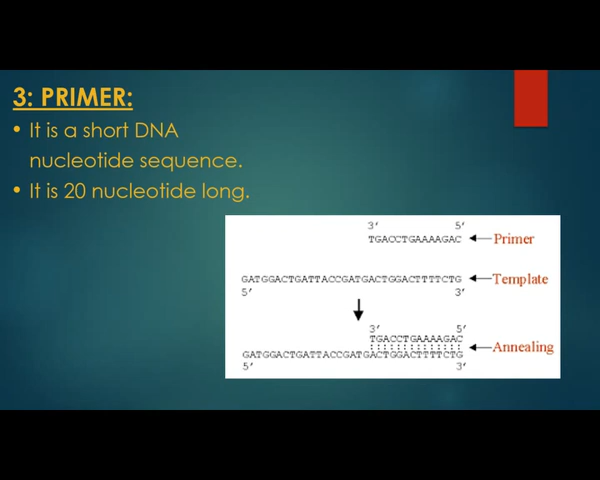 3: PRIMER:
• It is a short DNA
nucleotide sequence.
• It is 20 nucleotide long.
3′ 5′
TGACCTGAAAAGAC Primer
GATGGACTGATTACCGATGACTGGACTTTTCTG Template
5′ 3′
3′ 5′
TGACCTGAAAAGAC
Annealing
GATGGACTGATTACCGATGACTGGACTTTTCTG
5′ 3′